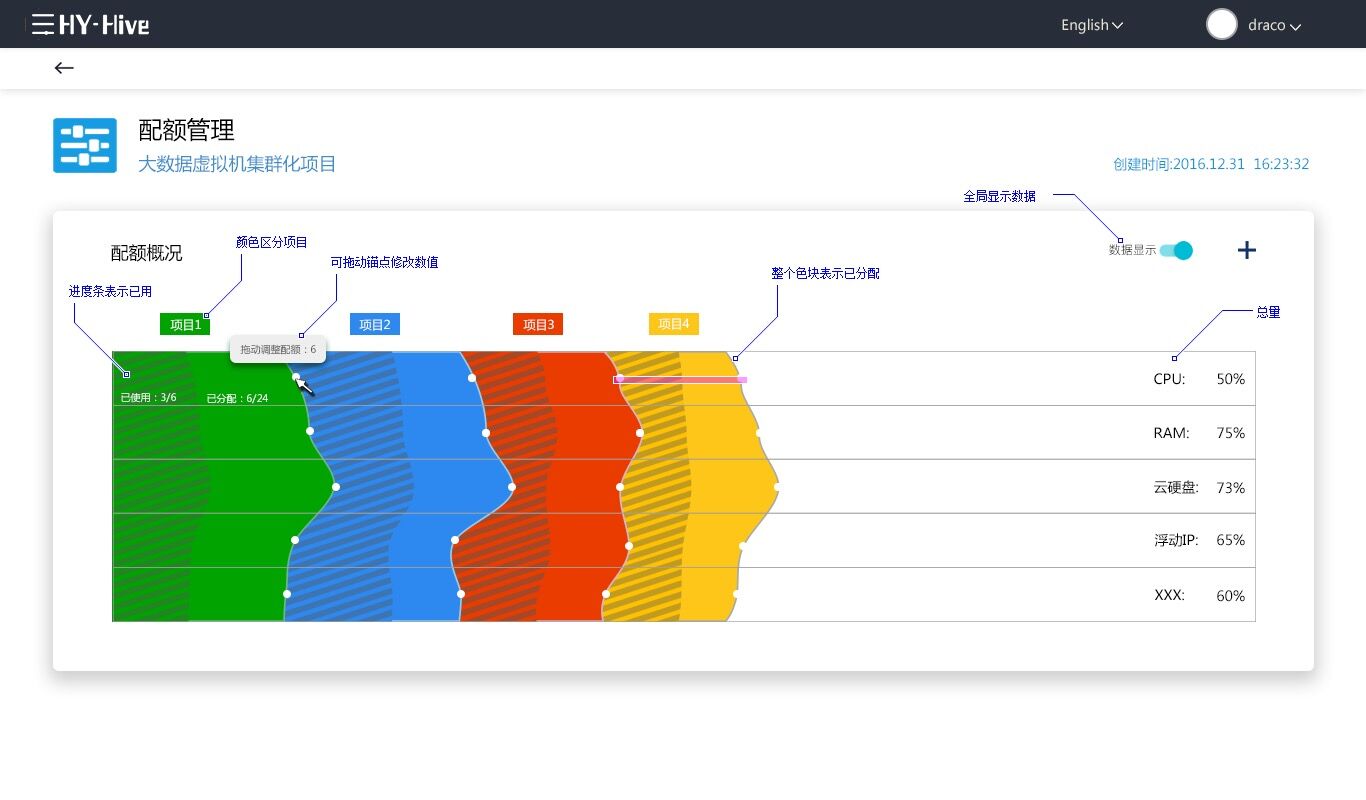 HY-Hive
English
draco
配额管理
大数据虚拟机集群化项目
创建时间:2016.12.31 16:23:32
全局显示数据
配额概况
颜色区分项目
数据显示
可拖动锚点修改数值
整个色块表示已分配
进度条表示已用
总量
项目1
项目2
项目3
项目4
拖动调整配额：6
CPU: 50%
已使用：3/6
已分配：6/24
RAM: 75%
云硬盘: 73%
浮动IP: 65%
XXX: 60%